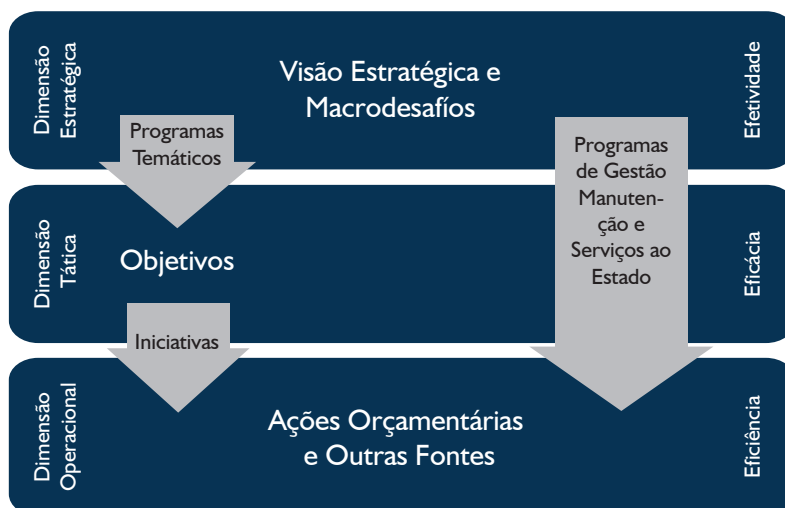 Dimensão
Estratégica
Visão Estratégica e
Macrodesafíos
Efetividade
Programas
Temáticos
Programas
de Gestão
Manuten-
ção e
Serviços ao
Estado
Dimensão
Tática
Objetivos
Eficácia
Iniciativas
Dimensão
Operacional
Ações Orçamentárias
e Outras Fontes
Eficiência